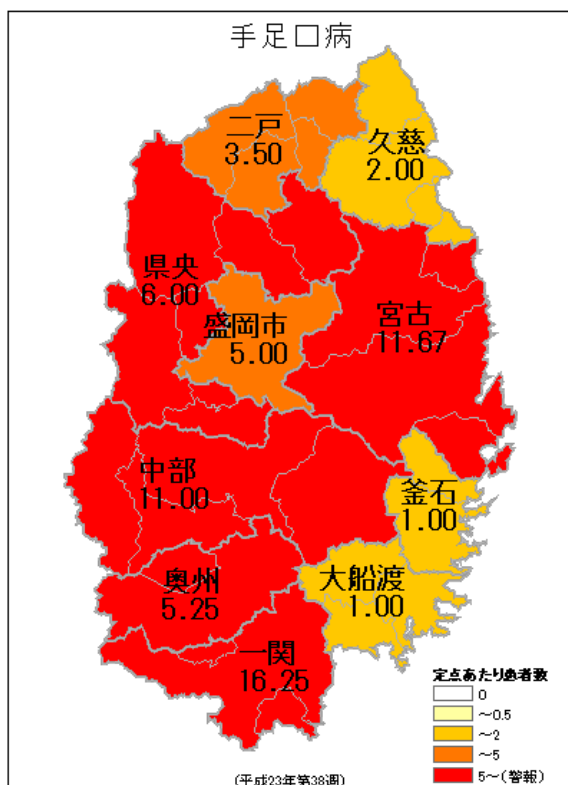 手足口病
二戸
3.50
久慈
2.00
県央
6.00
盛岡市
5.00
宮古
11.67
中部
11.00
釜石
1.00
奥州
5.25
大船渡
1.00
一関
16.25
定点あたり患者数
0
～0.5
～2
～5
5～(警報)
(平成23年第38週)